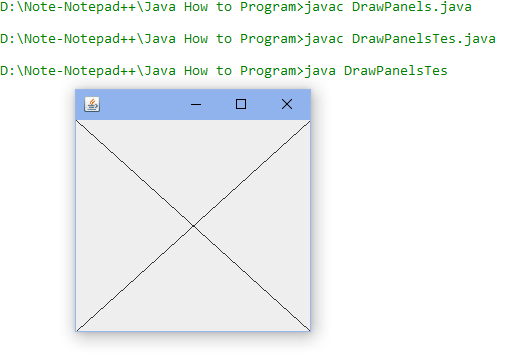 D:\Note-Notepad++\Java How to Program>javac DrawPanels.java
D:\Note-Notepad++\Java How to Program>javac DrawPanelsTes.java
D:\Note-Notepad++\Java How to Program>java DrawPanelsTes